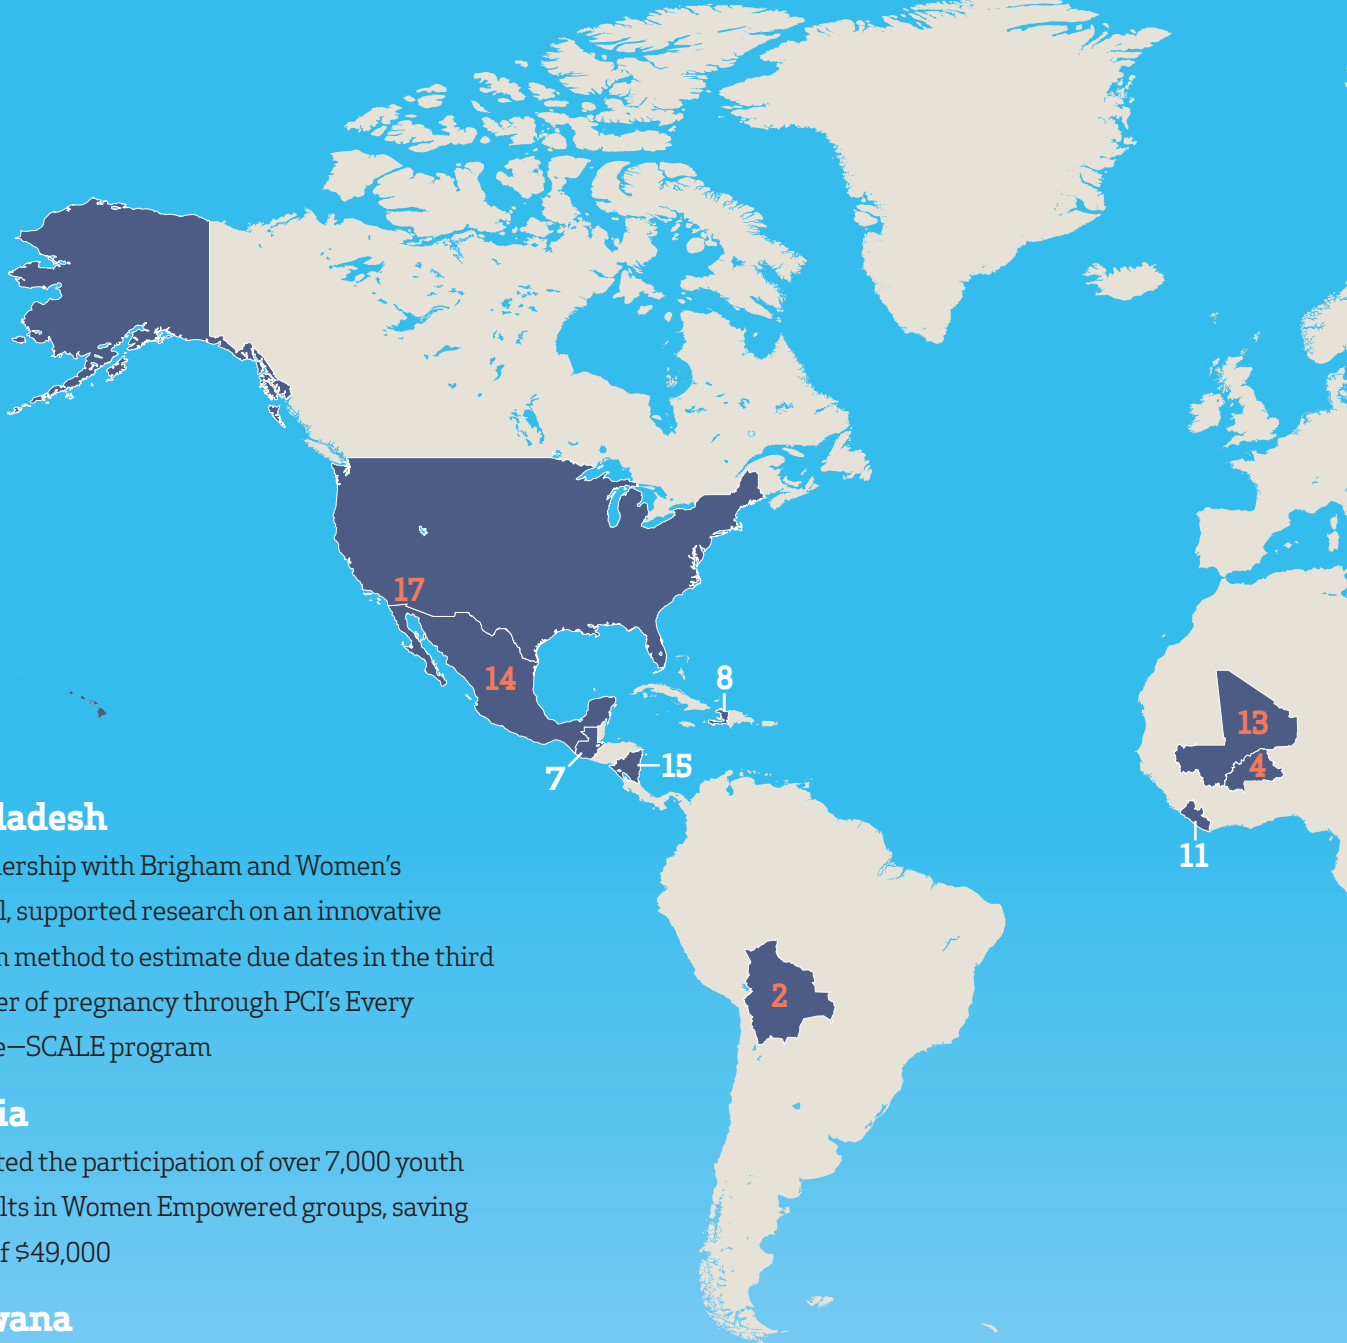 17
14
8
7
15
13
4
11
2
ladesh
nership with Brigham and Women’s
l, supported research on an innovative
n method to estimate due dates in the third
er of pregnancy through PCI’s Every
e—SCALE program
ia
ted the participation of over 7,000 youth
lts in Women Empowered groups, saving
f $49,000
wana